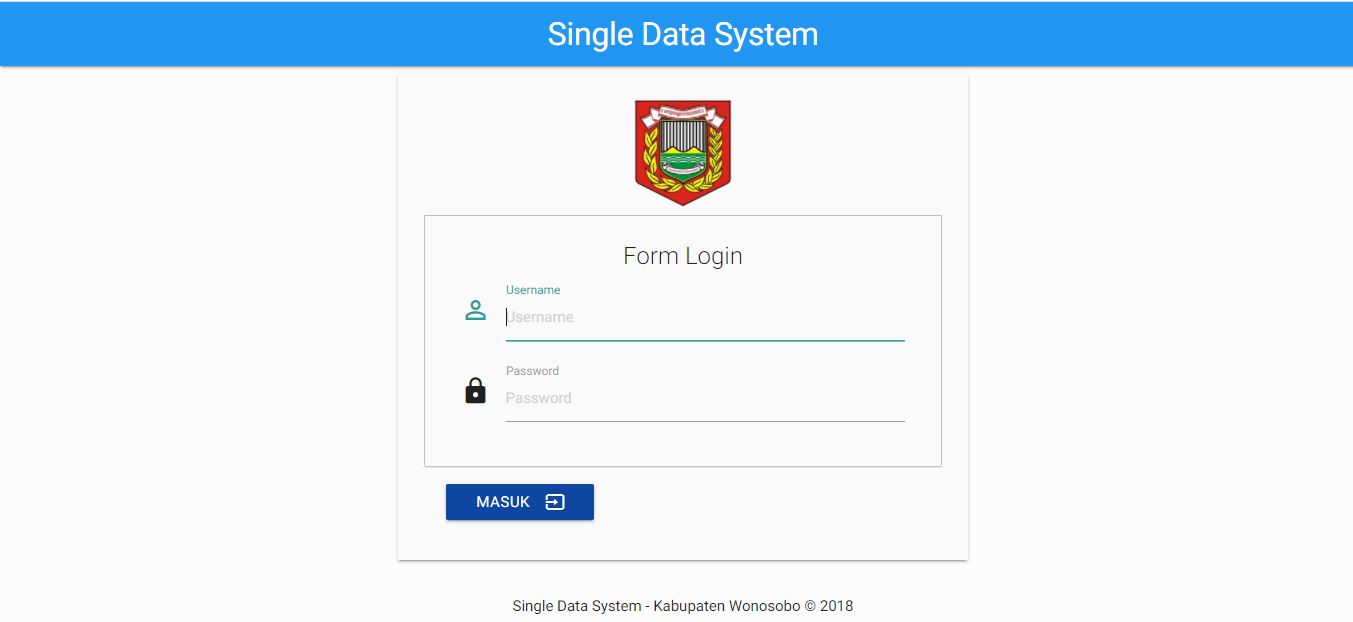 Single Data System
Form Login
Username
Username
Password
Password
MASUK
Single Data System - Kabupaten Wonosobo © 2018